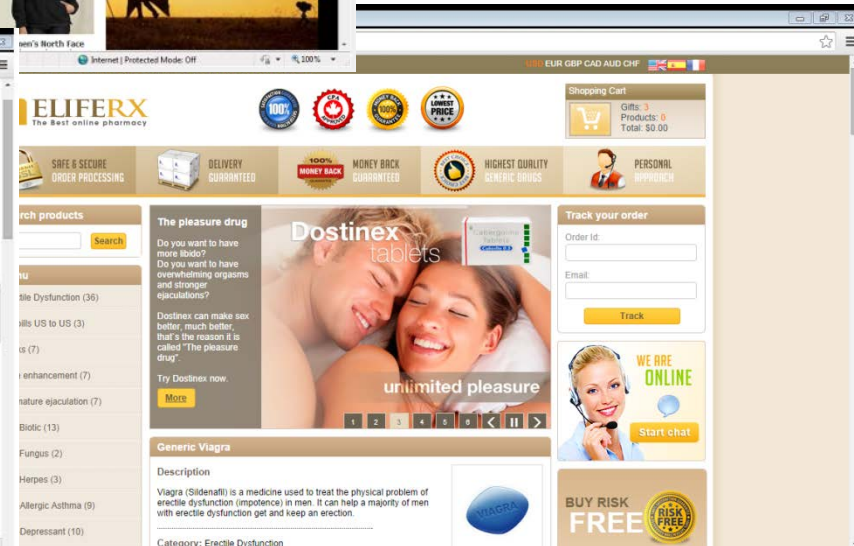 men's North Face
Internet | Protected Mode: Off
100%
USD EUR GBP CAD AUD CHF
ELIFERX
The Best online pharmacy
100%
APPROVED
100%
LOWEST
PRICE
Shopping Cart
Gifts: 3
Products: 0
Total: $0.00
SAFE & SECURE
ORDER PROCESSING
DELIVERY
GUARANTEED
100%
MONEY BACK
MONEY BACK
GUARANTEED
HIGHEST QUALITY
GENERIC DRUGS
PERSONAL
APPROACH
rch products
Search
nu
tile Dysfunction (36)
ills US to US (3)
ks (7)
enhancement (7)
mature ejaculation (7)
Biotic (13)
Fungus (2)
Herpes (3)
Allergic Asthma (9)
Depressant (10)
The pleasure drug
Do you want to have
more libido?
Do you want to have
overwhelming orgasms
and stronger
ejaculations?
Dostinex can make sex
better, much better,
that's the reason it is
called "The pleasure
drug".
Try Dostinex now.
More
Dostinex
tablets
unlimited pleasure
1 2 3 4 5 6
Generic Viagra
Description
Viagra (Sildenafil) is a medicine used to treat the physical problem of
erectile dysfunction (impotence) in men. It can help a majority of men
with erectile dysfunction get and keep an erection.
Category: Erectile Dysfunction
VIAGRA
Track your order
Order Id:
Email:
Track
WE ARE
ONLINE
Start chat
BUY RISK
FREE
RISK
FREE